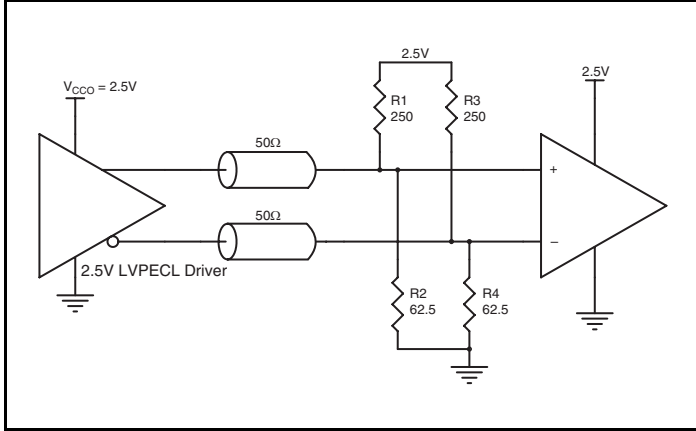 2.5V
V_CCO = 2.5V
2.5V
R1
250
R3
250
50Ω
+
50Ω
−
2.5V LVPECL Driver
R2
62.5
R4
62.5